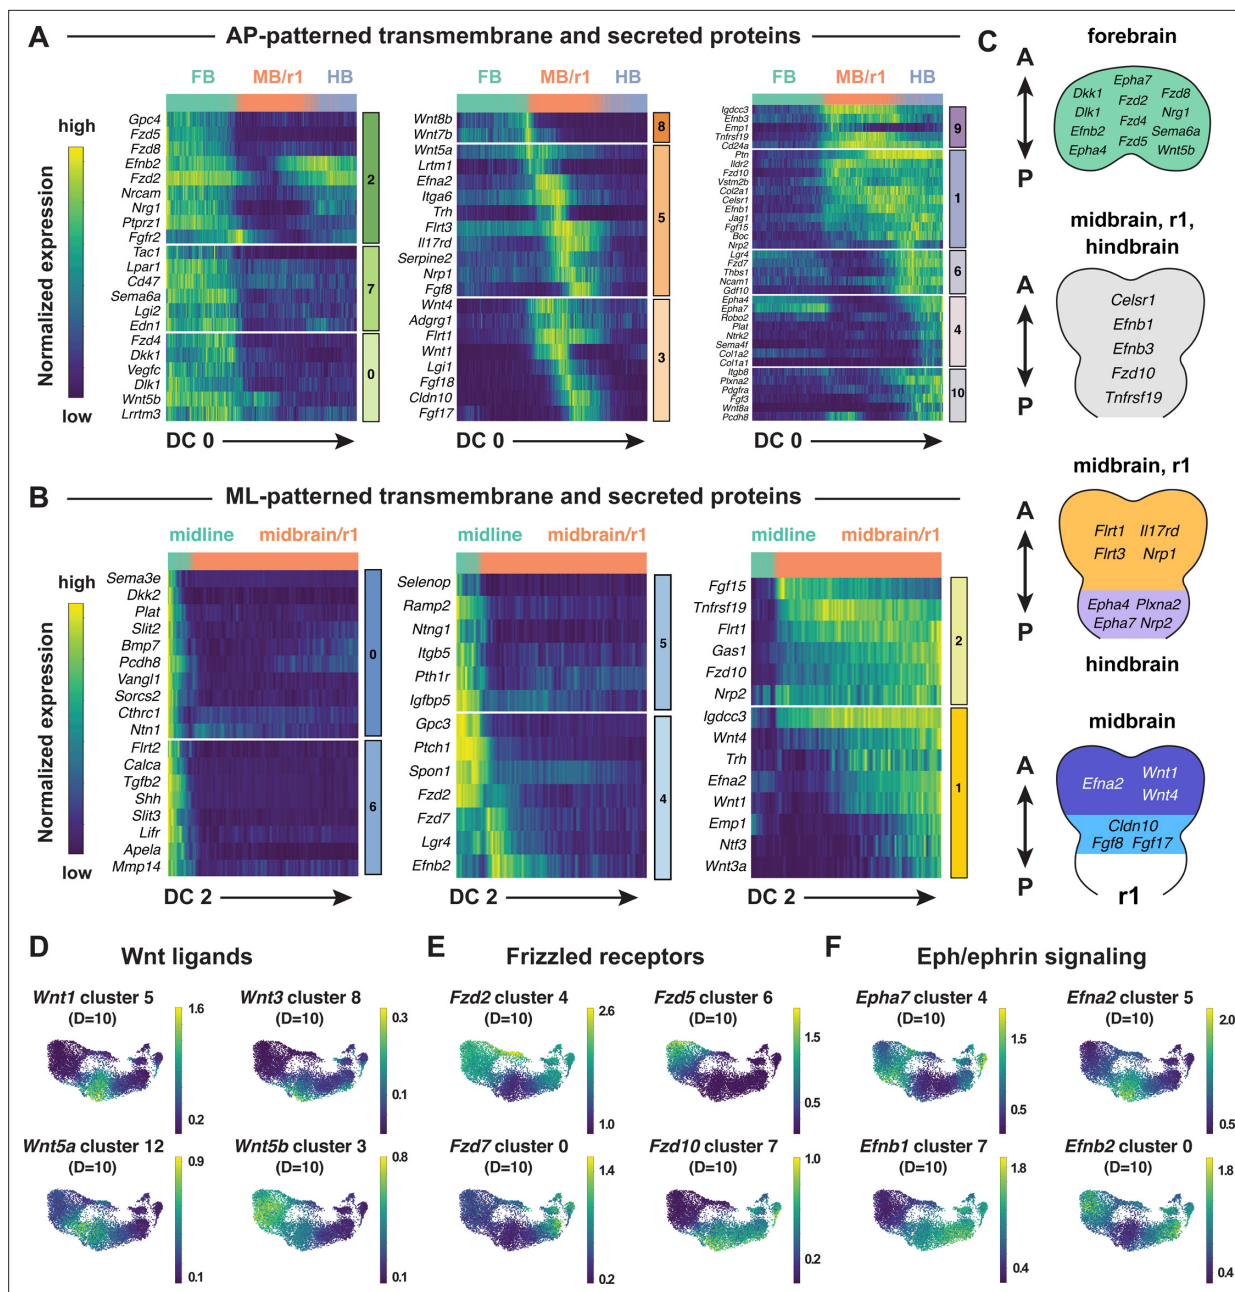 A
AP-patterned transmembrane and secreted proteins
FB MB/r1 HB
high
Normalized expression
low
Gpc4
Fzd5
Fzd8
Efnb2
Fzd2
Nrcam
Nrg1
Ptprz1
Fgfr2
Tac1
Lpar1
Cd47
Sema6a
Lgi2
Edn1
Fzd4
Dkk1
Vegfc
Dlk1
Wnt5b
Lrrtm3
2
7
0
DC 0
FB MB/r1 HB
Wnt8b
Wnt7b
Wnt5a
Lrtm1
Efna2
Itga6
Trh
Flrt3
Il17rd
Serpine2
Nrp1
Fgf8
Wnt4
Adgrg1
Flrt1
Wnt1
Lgi1
Fgf18
Cldn10
Fgf17
8
5
3
DC 0
FB MB/r1 HB
Igdcc3
Efnb3
Emp1
Tnfrsf19
Cd24a
Ptn
Ildr2
Fzd10
Vstm2b
Col2a1
Celsr1
Efnb1
Jag1
Fgf15
Boc
Nrp2
Lgr4
Fzd7
Thbs1
Ncam1
Gdf10
Epha4
Epha7
Robo2
Plat
Ntrk2
Sema4f
Col1a2
Col1a1
Itgb8
Plxna2
Pdgfra
Fgf3
Wnt8a
Pcdh8
9
1
6
4
10
DC 0
B
ML-patterned transmembrane and secreted proteins
midline midbrain/r1
high
Normalized expression
low
Sema3e
Dkk2
Plat
Slit2
Bmp7
Pcdh8
Vangl1
Sorcs2
Cthrc1
Ntn1
Flrt2
Calca
Tgfb2
Shh
Slit3
Lifr
Apela
Mmp14
0
6
DC 2
midline midbrain/r1
Selenop
Ramp2
Ntng1
Itgb5
Pth1r
Igfbp5
Gpc3
Ptch1
Spon1
Fzd2
Fzd7
Lgr4
Efnb2
5
4
DC 2
midline midbrain/r1
Fgf15
Tnfrsf19
Flrt1
Gas1
Fzd10
Nrp2
Igdcc3
Wnt4
Trh
Efna2
Wnt1
Emp1
Ntf3
Wnt3a
2
1
DC 2
C
forebrain
A
P
Epha7
Dkk1 Fzd2 Fzd8
Dlk1 Fzd4 Nrg1
Efnb2 Fzd5 Sema6a
Epha4 Wnt5b
midbrain, r1,
hindbrain
A
P
Celsr1
Efnb1
Efnb3
Fzd10
Tnfrsf19
midbrain, r1
A
P
Flrt1 Il17rd
Flrt3 Nrp1
Epha4 Plxna2
Epha7 Nrp2
hindbrain
midbrain
A
P
Efna2 Wnt1
Wnt4
Cldn10
Fgf8 Fgf17
r1
D
Wnt ligands
Wnt1 cluster 5
(D=10)
1.6
0.2
Wnt3 cluster 8
(D=10)
0.3
0.1
Wnt5a cluster 12
(D=10)
0.9
0.1
Wnt5b cluster 3
(D=10)
0.8
0.1
E
Frizzled receptors
Fzd2 cluster 4
(D=10)
2.6
1.0
Fzd5 cluster 6
(D=10)
1.5
0.5
Fzd7 cluster 0
(D=10)
1.4
0.2
Fzd10 cluster 7
(D=10)
1.0
0.2
F
Eph/ephrin signaling
Epha7 cluster 4
(D=10)
1.5
0.5
Efna2 cluster 5
(D=10)
2.0
0.5
Efnb1 cluster 7
(D=10)
1.8
0.4
Efnb2 cluster 0
(D=10)
1.8
0.4